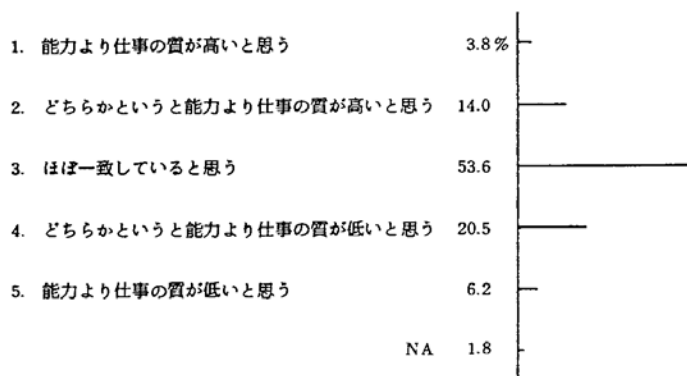 1. 能力より仕事の質が高いと思う 3.8%
2. どちらかというと能力より仕事の質が高いと思う 14.0
3. ほぼ一致していると思う 53.6
4. どちらかというと能力より仕事の質が低いと思う 20.5
5. 能力より仕事の質が低いと思う 6.2
NA 1.8